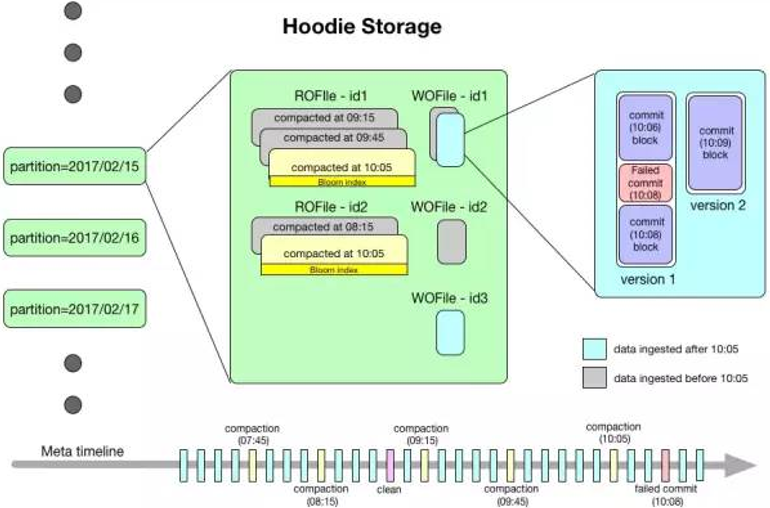 Hoodie Storage
partition=2017/02/15
partition=2017/02/16
partition=2017/02/17
ROFIle - id1
compacted at 09:15
compacted at 09:45
compacted at 10:05
Bloom index
WOFile - id1
ROFile - id2
compacted at 08:15
compacted at 10:05
Bloom index
WOFile - id2
WOFile - id3
commit
(10:06)
block
Failed
commit
(10:08)
commit
(10:08)
block
version 1
commit
(10:09)
block
version 2
data ingested after 10:05
data ingested before 10:05
Meta timeline
compaction
(07:45)
compaction
(08:15)
clean
compaction
(09:15)
compaction
(09:45)
compaction
(10:05)
failed commit
(10:08)